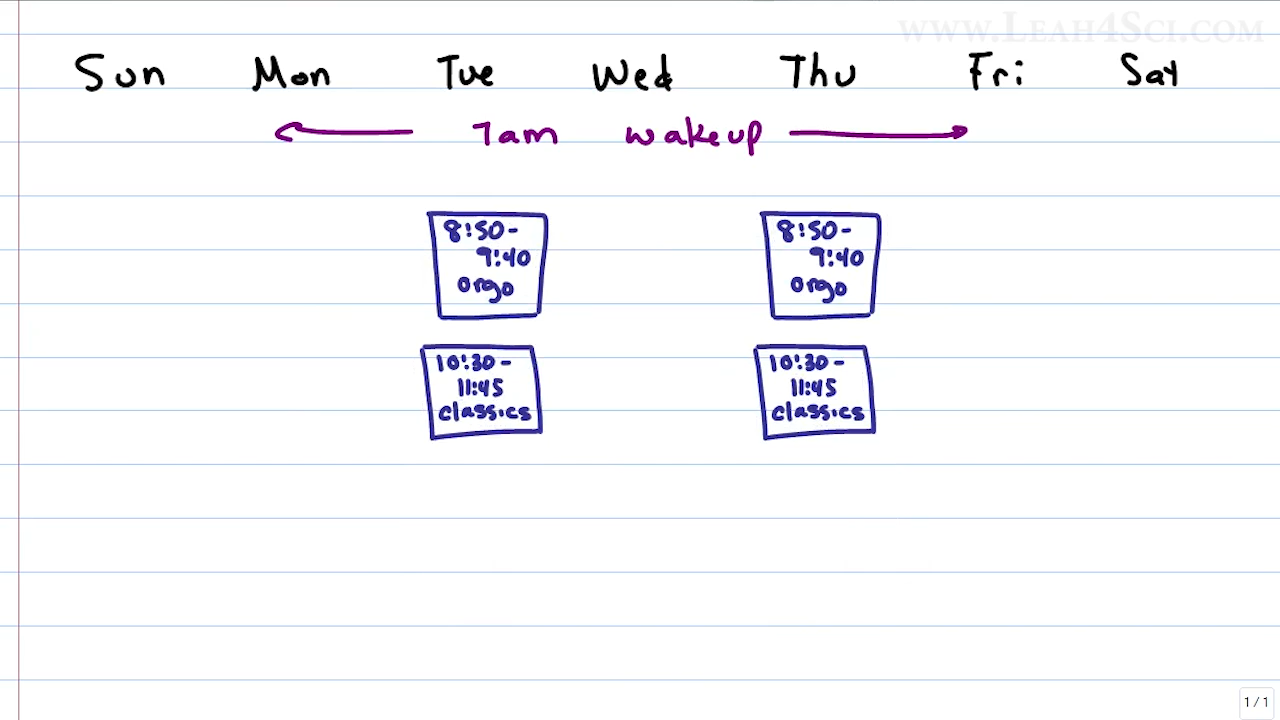 www.Leah4Sci.com
Sun Mon Tue Wed Thu Fri Sat
7am wakeup
8:50-
9:40
orgo
8:50-
9:40
orgo
10:30-
11:45
classics
10:30-
11:45
classics
1/1